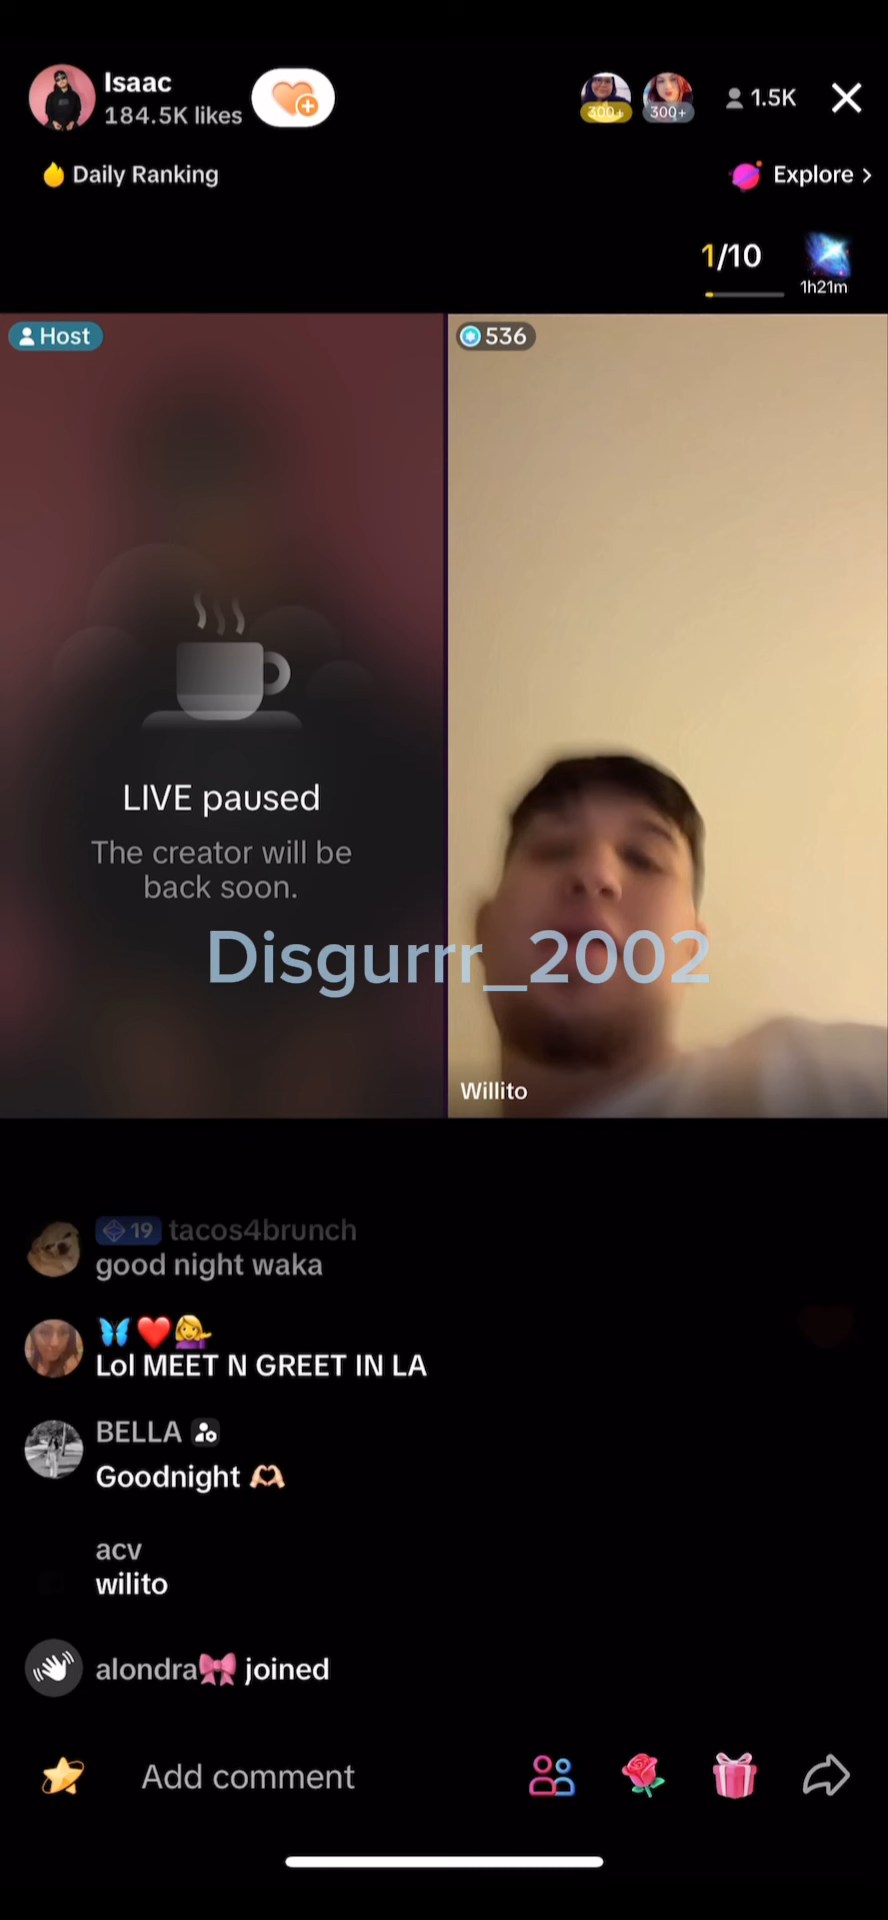 Isaac
184.5K likes
300+
300+
1.5K
Daily Ranking
Explore >
1/10
1h21m
Host
536
LIVE paused
The creator will be
back soon.
Disgurrr_2002
Willito
19 tacos4brunch
good night waka
Lol MEET N GREET IN LA
BELLA
Goodnight 🫶🏻
acv
wilito
alondra🎀 joined
Add comment